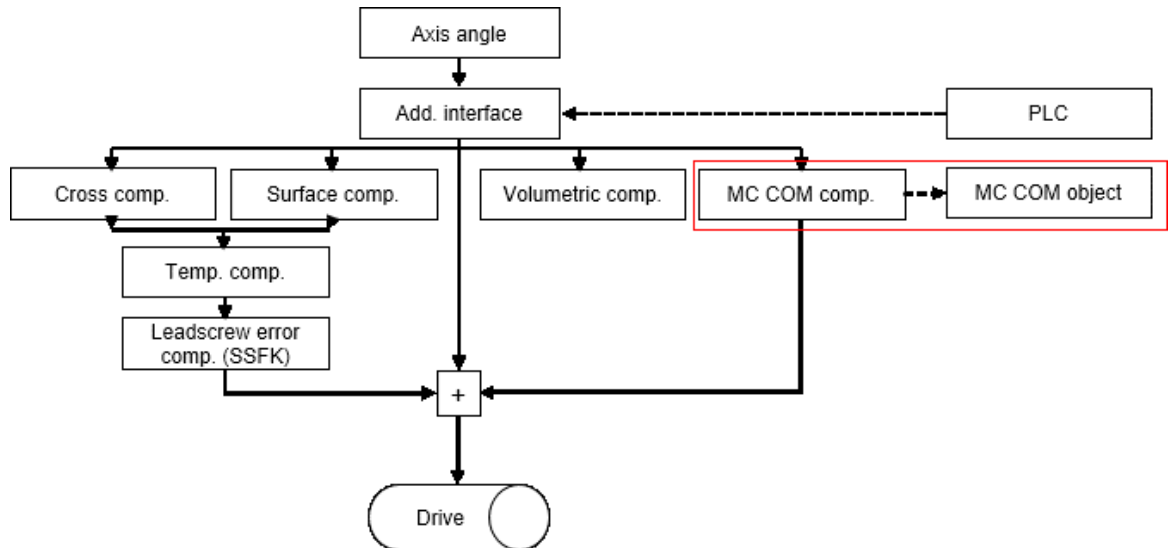 Axis angle
Add. interface
PLC
Cross comp.
Surface comp.
Volumetric comp.
MC COM comp.
MC COM object
Temp. comp.
Leadscrew error
comp. (SSFK)
+
Drive